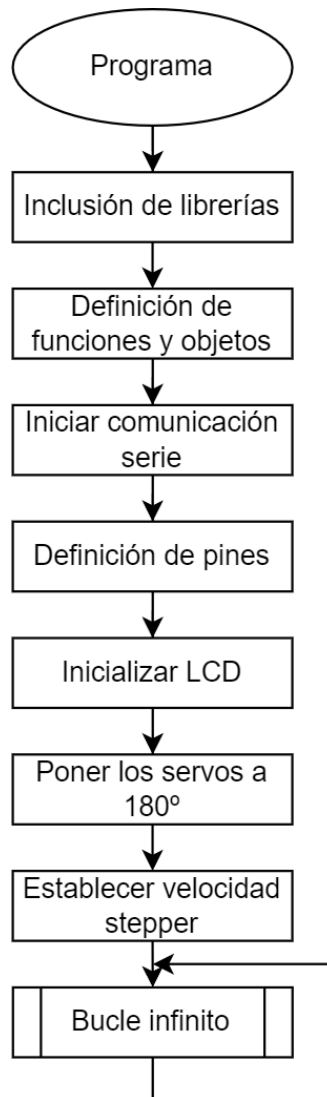 Programa
Inclusión de librerías
Definición de
funciones y objetos
Iniciar comunicación
serie
Definición de pines
Inicializar LCD
Poner los servos a
180º
Establecer velocidad
stepper
Bucle infinito